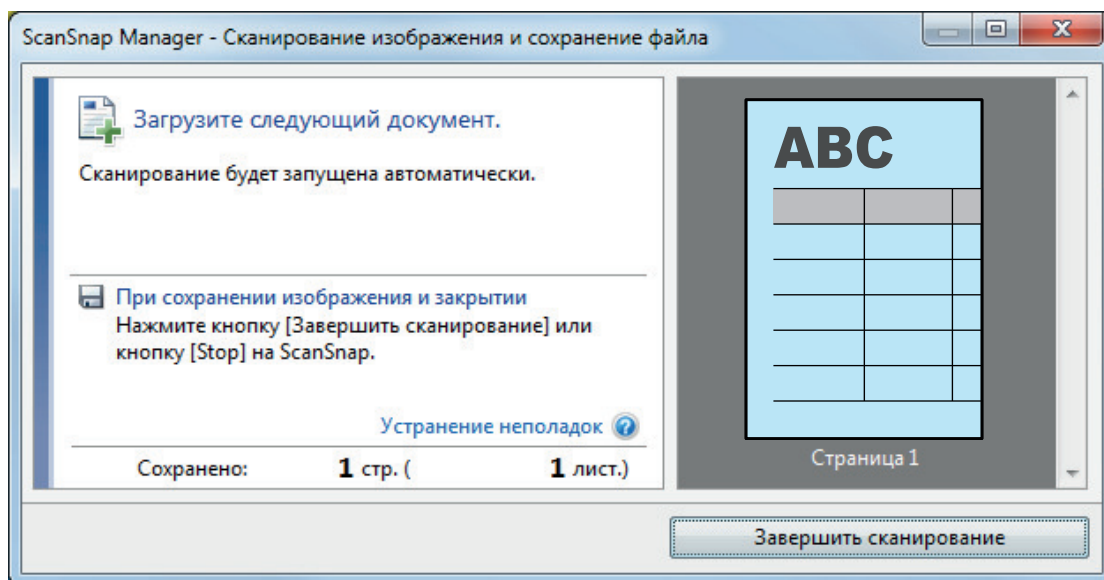 ScanSnap Manager - Сканирование изображения и сохранение файла
Загрузите следующий документ.
Сканирование будет запущена автоматически.
При сохранении изображения и закрытии
Нажмите кнопку [Завершить сканирование] или
кнопку [Stop] на ScanSnap.
Устранение неполадок
Сохранено: 1 стр. ( 1 лист.)
ABC
Страница 1
Завершить сканирование